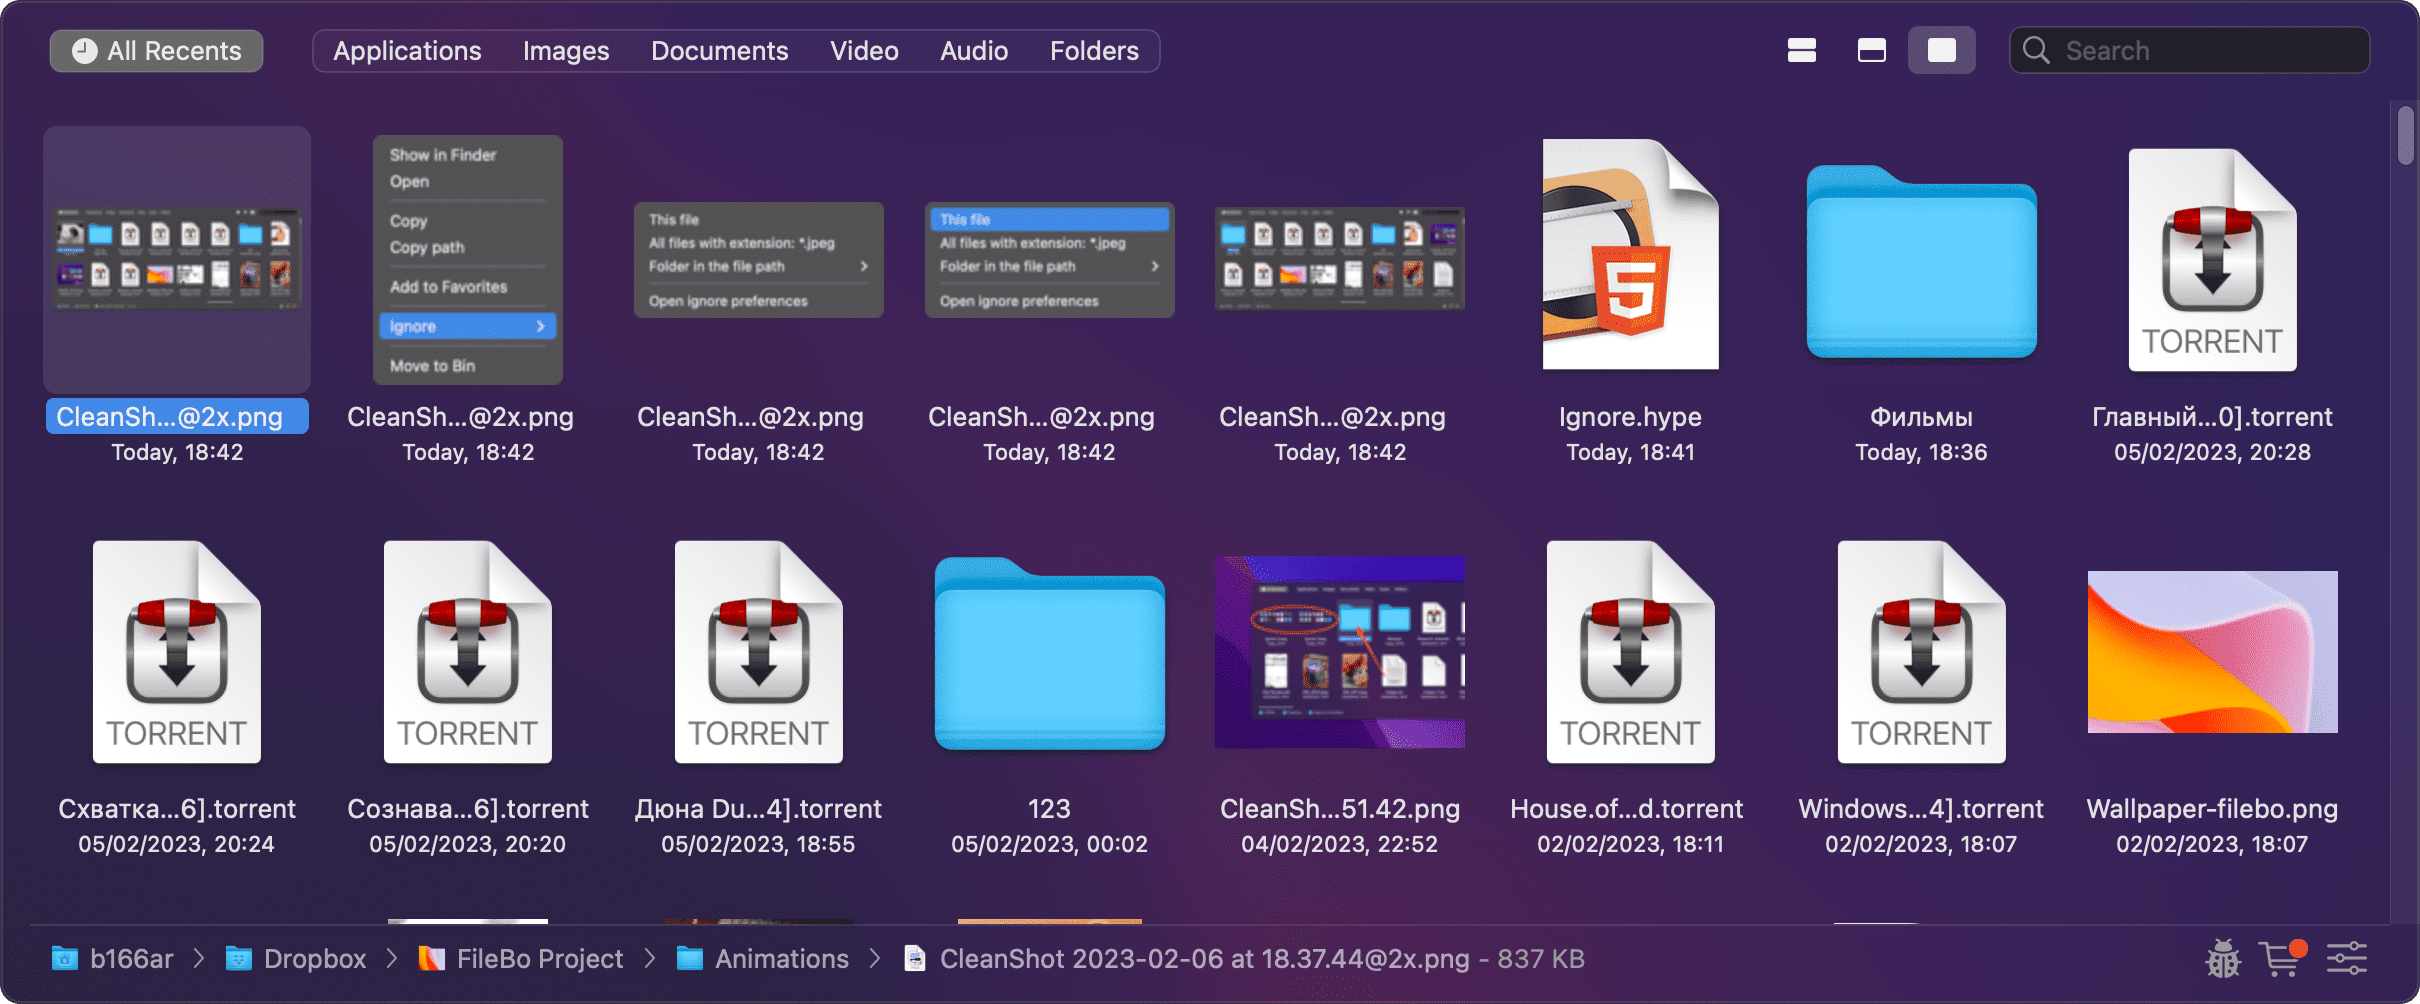 All Recents
Applications Images Documents Video Audio Folders
Search
Show in Finder
Open
Copy
Copy path
Add to Favorites
Ignore
Move to Bin
This file
All files with extension: *.jpeg
Folder in the file path
Open ignore preferences
This file
All files with extension: *.jpeg
Folder in the file path
Open ignore preferences
TORRENT
CleanSh...@2x.png CleanSh...@2x.png CleanSh...@2x.png CleanSh...@2x.png CleanSh...@2x.png Ignore.hype Фильмы Главный...0].torrent
Today, 18:42 Today, 18:42 Today, 18:42 Today, 18:42 Today, 18:42 Today, 18:41 Today, 18:36 05/02/2023, 20:28
TORRENT TORRENT TORRENT TORRENT TORRENT
Схватка...6].torrent Сознава...6].torrent Дюна Du...4].torrent 123 CleanSh...51.42.png House.of...d.torrent Windows...4].torrent Wallpaper-filebo.png
05/02/2023, 20:24 05/02/2023, 20:20 05/02/2023, 18:55 05/02/2023, 00:02 04/02/2023, 22:52 02/02/2023, 18:11 02/02/2023, 18:07 02/02/2023, 18:07
b166ar Dropbox FileBo Project Animations CleanShot 2023-02-06 at 18.37.44@2x.png - 837 KB